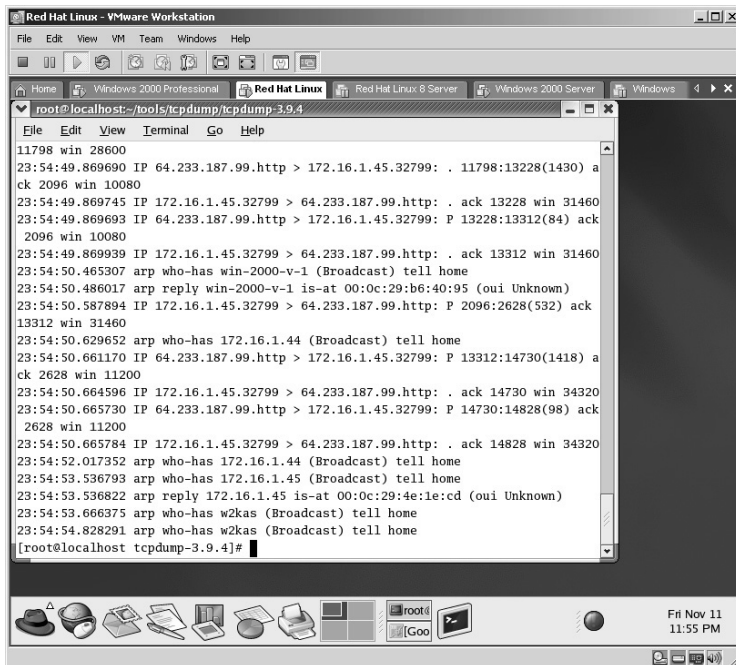 Red Hat Linux - VMware Workstation
File Edit View VM Team Windows Help
Home Windows 2000 Professional Red Hat Linux Red Hat Linux 8 Server Windows 2000 Server Windows
root@localhost:~/tools/tcpdump/tcpdump-3.9.4
File Edit View Terminal Go Help
11798 win 28600
23:54:49.869690 IP 64.233.187.99.http > 172.16.1.45.32799: . 11798:13228(1430) a
ck 2096 win 10080
23:54:49.869745 IP 172.16.1.45.32799 > 64.233.187.99.http: . ack 13228 win 31460
23:54:49.869693 IP 64.233.187.99.http > 172.16.1.45.32799: P 13228:13312(84) ack
2096 win 10080
23:54:49.869939 IP 172.16.1.45.32799 > 64.233.187.99.http: . ack 13312 win 31460
23:54:50.465307 arp who-has win-2000-v-1 (Broadcast) tell home
23:54:50.486017 arp reply win-2000-v-1 is-at 00:0c:29:b6:40:95 (oui Unknown)
23:54:50.587894 IP 172.16.1.45.32799 > 64.233.187.99.http: P 2096:2628(532) ack
13312 win 31460
23:54:50.629652 arp who-has 172.16.1.44 (Broadcast) tell home
23:54:50.661170 IP 64.233.187.99.http > 172.16.1.45.32799: P 13312:14730(1418) a
ck 2628 win 11200
23:54:50.664596 IP 172.16.1.45.32799 > 64.233.187.99.http: . ack 14730 win 34320
23:54:50.665730 IP 64.233.187.99.http > 172.16.1.45.32799: P 14730:14828(98) ack
2628 win 11200
23:54:50.665784 IP 172.16.1.45.32799 > 64.233.187.99.http: . ack 14828 win 34320
23:54:52.017352 arp who-has 172.16.1.44 (Broadcast) tell home
23:54:53.536793 arp who-has 172.16.1.45 (Broadcast) tell home
23:54:53.536822 arp reply 172.16.1.45 is-at 00:0c:29:4e:1e:cd (oui Unknown)
23:54:53.666375 arp who-has w2kas (Broadcast) tell home
23:54:54.828291 arp who-has w2kas (Broadcast) tell home
[root@localhost tcpdump-3.9.4]#
root@
[Goo
Fri Nov 11
11:55 PM